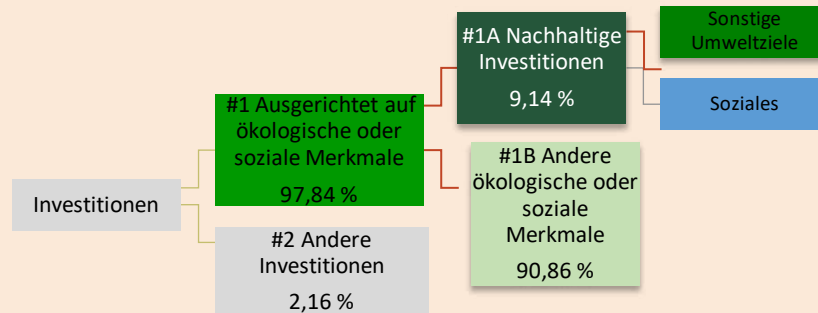 Investitionen
#1 Ausgerichtet auf
ökologische oder
soziale Merkmale
97,84 %
#2 Andere
Investitionen
2,16 %
#1A Nachhaltige
Investitionen
9,14 %
#1B Andere
ökologische oder
soziale
Merkmale
90,86 %
Sonstige
Umweltziele
Soziales